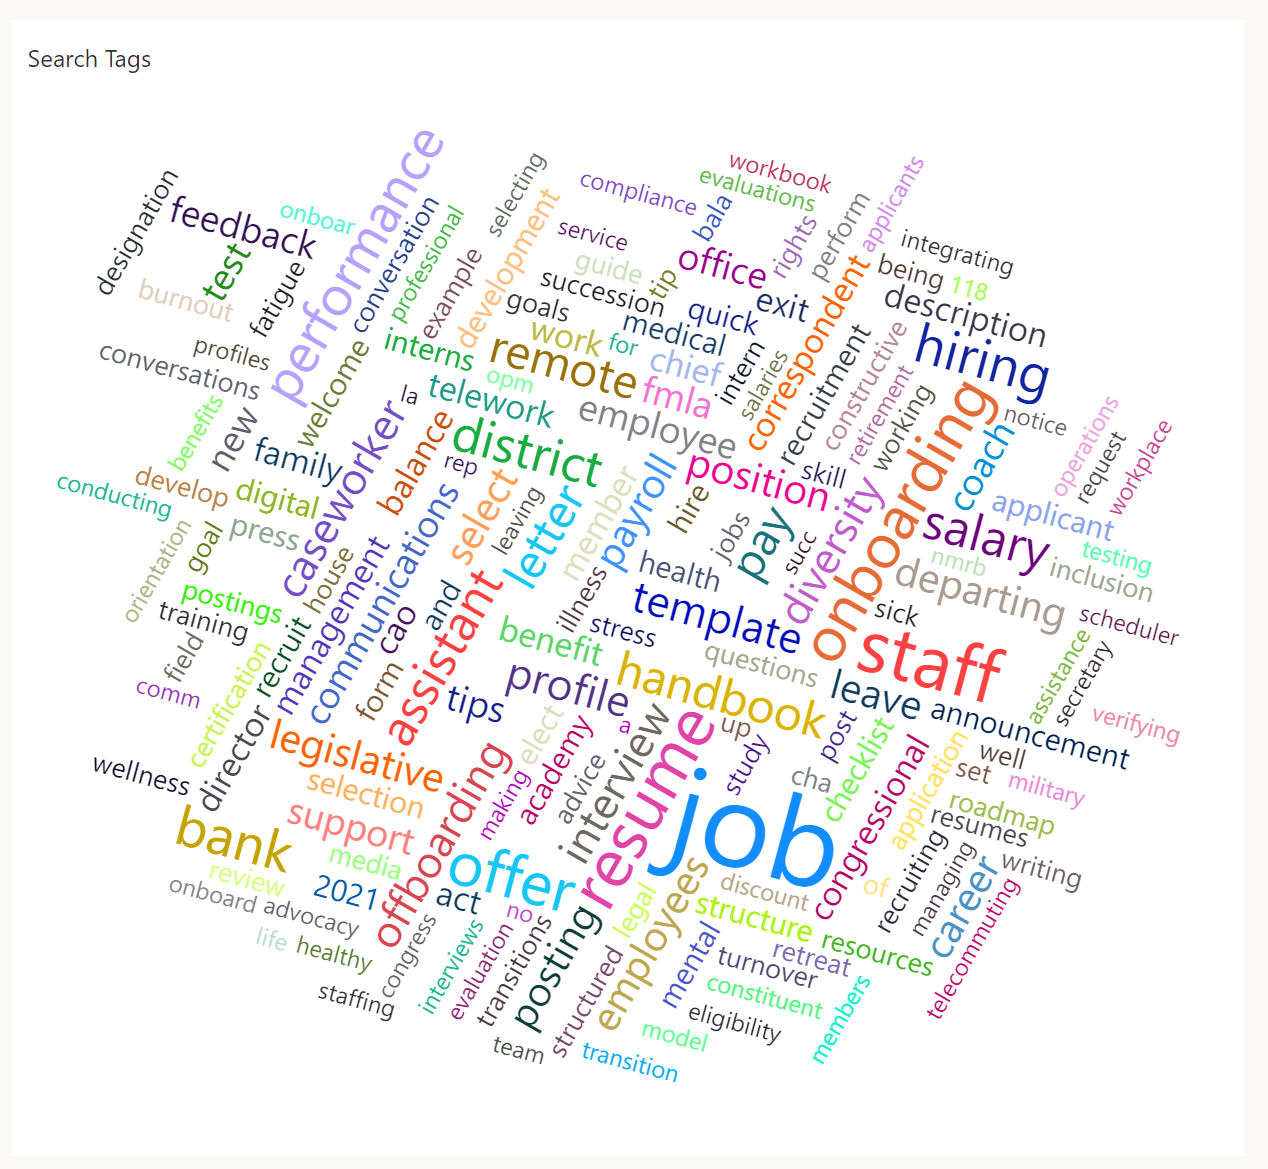 Search Tags
designation
feedback
onboar
performance
conversation
professional
selecting
development
compliance
workbook
evaluations
bala
rights
perform
applicants
service
integrating
test
fatigue
burnout
example
guide
tip
office
being
118
succession
goals
quick
exit
correspondent
description
profiles
conversations
welcome
interns
work
for
medical
chief
intern
salaries
recruitment
constructive
retirement
hiring
remote
opm
fmla
la
telework
employee
working
notice
operations
request
workplace
benefits
new
family
caseworker
balance
district
rep
position
skill
onboarding
coach
conducting
develop
digital
communications
select
leaving
letter
member
payroll
hire
jobs
pay
succ
diversity
salary
applicant
testing
orientation
goal
press
house
management
health
nmrb
inclusion
departing
postings
training
and
cao
assistant
illness
stress
template
sick
scheduler
field
recruit
benefit
questions
staff
assistance
secretary
comm
certification
form
tips
profile
handbook
leave
announcement
verifying
director
legislative
elect
a
up
post
wellness
selection
offboarding
making
academy
advice
interview
resume
study
cha
checklist
congressional
application
well
set
military
bank
support
job
roadmap
resumes
media
offer
recruiting
managing
writing
review
2021
act
employees
discount
of
career
telecommuting
onboard
advocacy
no
legal
structure
life
healthy
congress
interviews
evaluation
transitions
posting
structured
mental
retreat
resources
turnover
staffing
constituent
members
eligibility
team
model
transition